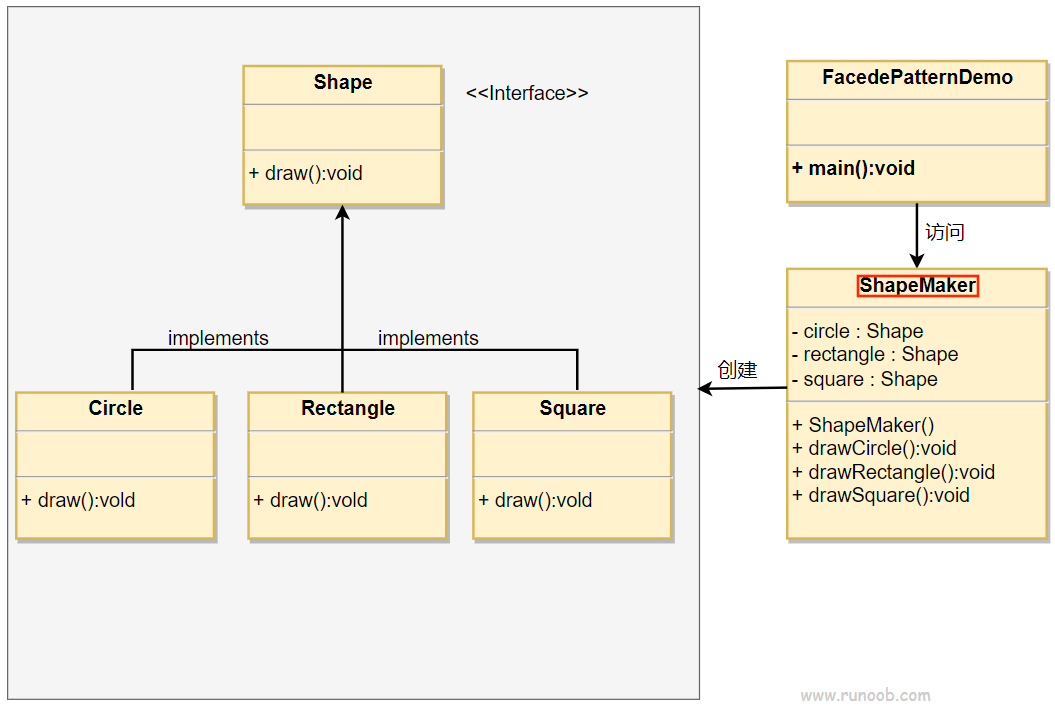 Shape
<<Interface>>
+ draw():void
implements
implements
Circle
+ draw():vold
Rectangle
+ draw():vold
Square
+ draw():vold
FacedePatternDemo
+ main():void
访问
ShapeMaker
- circle : Shape
- rectangle : Shape
- square : Shape
创建
+ ShapeMaker()
+ drawCircle():void
+ drawRectangle():void
+ drawSquare():void
www.runoob.com